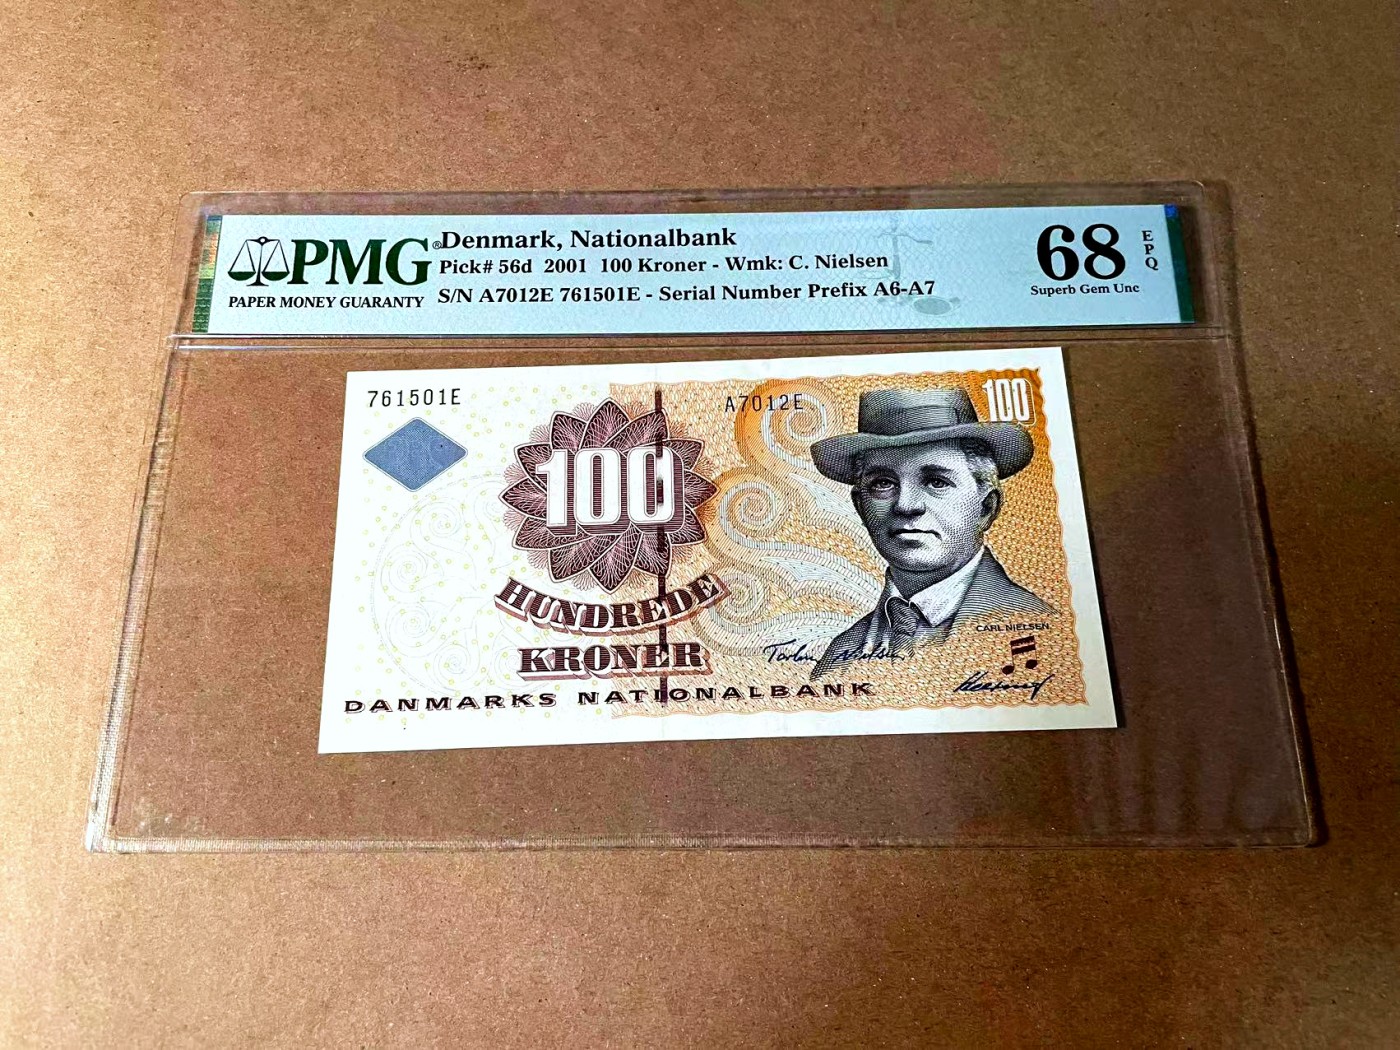 PMG®
PAPER MONEY GUARANTY
Denmark, Nationalbank
Pick# 56d 2001 100 Kroner - Wmk: C. Nielsen
S/N A7012E 761501E - Serial Number Prefix A6-A7
68
EPQ
Superb Gem Unc
761501E
A7012E
100
100
HUNDREDE
KRONER
DANMARKS NATIONALBANK
CARL NIELSEN